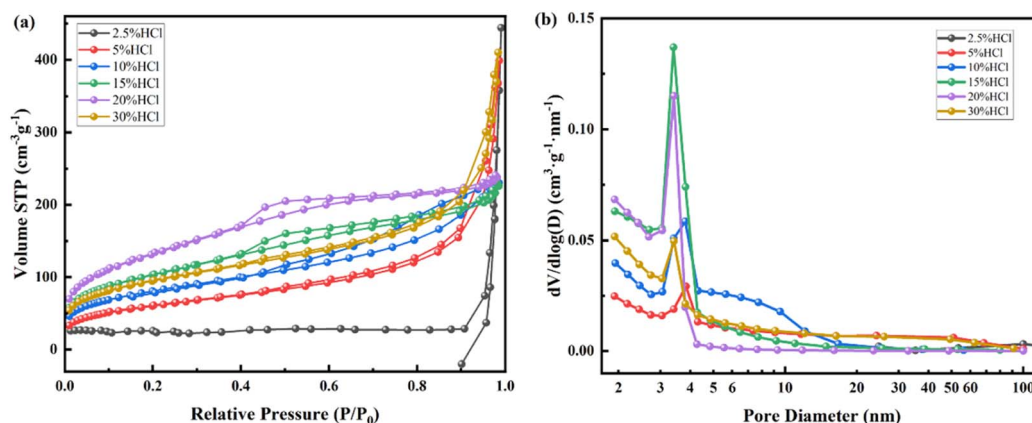 (a)
2.5%HCl
5%HCl
10%HCl
15%HCl
20%HCl
30%HCl
Volume STP (cm⁻³g⁻¹)
400
300
200
100
0
0.0 0.2 0.4 0.6 0.8 1.0
Relative Pressure (P/P₀)
(b)
2.5%HCl
5%HCl
10%HCl
15%HCl
20%HCl
30%HCl
dV/dlog(D) (cm³·g⁻¹·nm⁻¹)
0.15
0.10
0.05
0.00
2 3 4 5 6 10 20 30 40 50 60 100
Pore Diameter (nm)